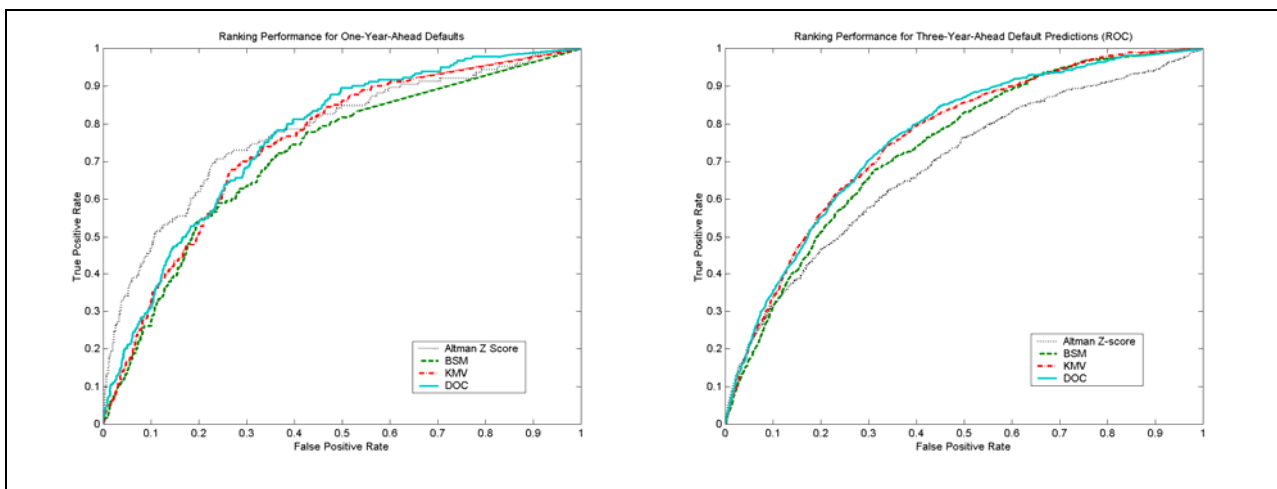 Ranking Performance for One-Year-Ahead Defaults
1
0.9
0.8
0.7
0.6
0.5
0.4
0.3
0.2
0.1
0
True Positive Rate
Altman Z Score
BSM
KMV
DOC
0 0.1 0.2 0.3 0.4 0.5 0.6 0.7 0.8 0.9 1
False Positive Rate
Ranking Performance for Three-Year-Ahead Default Predictions (ROC)
1
0.9
0.8
0.7
0.6
0.5
0.4
0.3
0.2
0.1
0
True Positive Rate
Altman Z-score
BSM
KMV
DOC
0 0.1 0.2 0.3 0.4 0.5 0.6 0.7 0.8 0.9 1
False Positive Rate